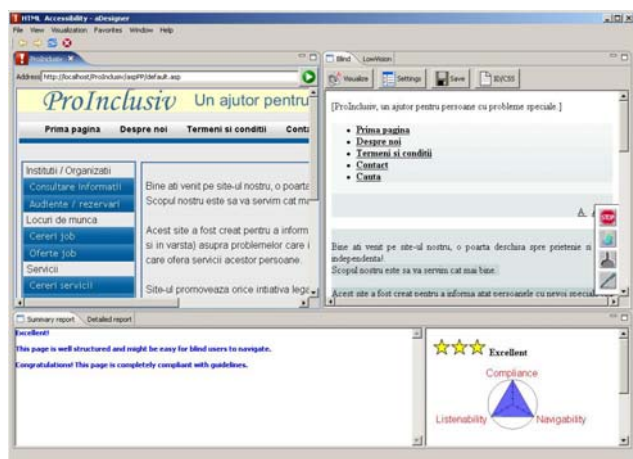 HTML Accessibility - aDesigner
File View Visualization Favorites Window Help
ProInclusiv
Address http://localhost/ProInclusiv/aspPP/default.asp
ProInclusiv Un ajutor pentru
Prima pagina Despre noi Termeni si conditii Conta
Institutii / Organizatii
Consultare informatii
Audiente / rezervari
Locuri de munca
Cereri job
Oferte job
Servicii
Cereri servicii
Bine ati venit pe site-ul nostru, o poarta
Scopul nostru este sa va servim cat ma
Acest site a fost creat pentru a inform
si in varsta) asupra problemelor care i
care ofera servicii acestor persoane.
Site-ul promoveaza orice intiativa lega
Blind LowVision
Visualize Settings Save ID/CSS
[ProInclusiv, un ajutor pentru persoane cu probleme speciale.]
Prima pagina
Despre noi
Termeni si conditii
Contact
Cauta
A
STOP
Bine ati venit pe site-ul nostru, o poarta deschisa spre prietenie si
independenta!
Scopul nostru este sa va servim cat mai bine.
Acest site a fost creat pentru a informa atat persoanele cu nevoi speciale
Summary report Detailed report
Excellent!
This page is well structured and might be easy for blind users to navigate.
Congratulations! This page is completely compliant with guidelines.
Excellent
Compliance
Listenability Navigability